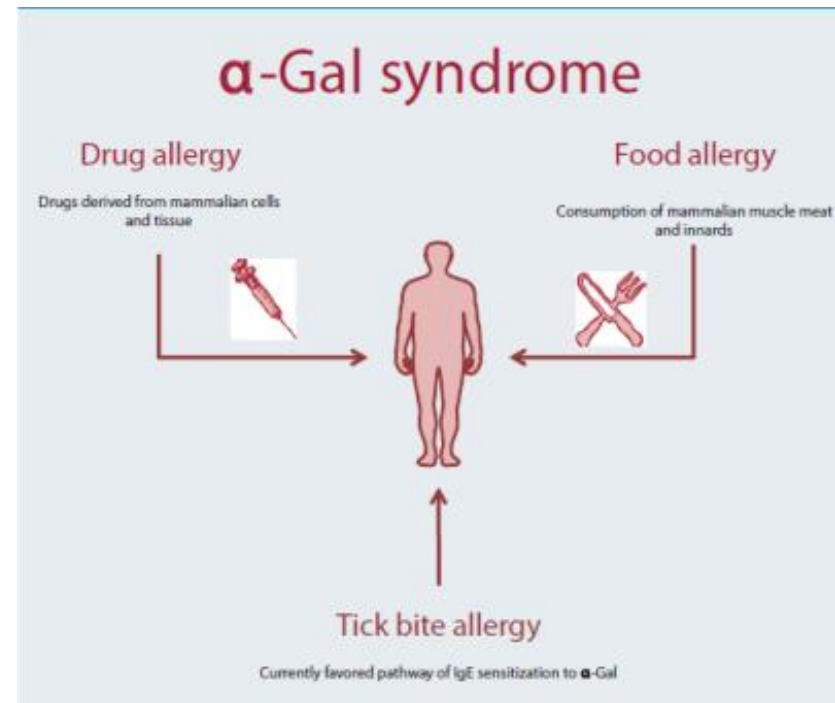 α-Gal syndrome
Drug allergy
Drugs derived from mammalian cells
and tissue
Food allergy
Consumption of mammalian muscle meat
and innards
Tick bite allergy
Currently favored pathway of IgE sensitization to α-Gal